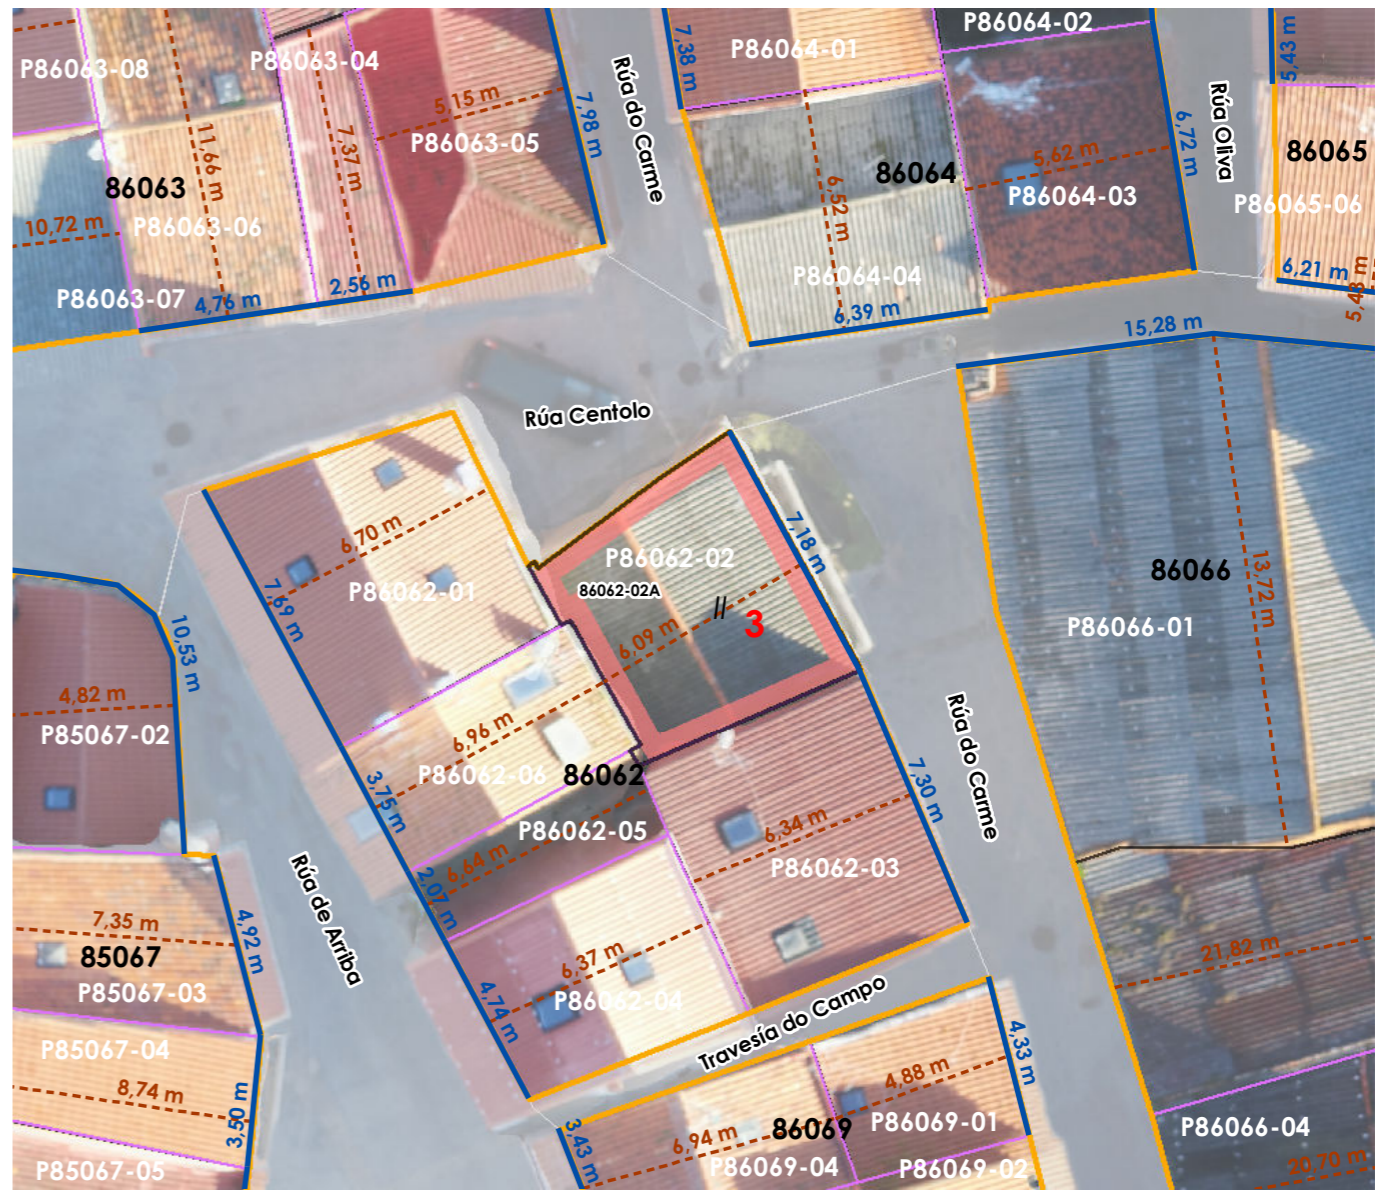 P86064-02
P86064-01
7,38 m
5,43 m
P86063-04
P86063-08
Rúa do Carme
5,15 m
7,98 m
P86063-05
11,66 m
7,37 m
86063
P86063-06
10,72 m
P86063-07
4,76 m
2,56 m
86064
6,52 m
5,62 m
6,72 m
P86064-03
P86064-04
6,39 m
Rúa Oliva
86065
P86065-06
6,21 m
5,48 m
15,28 m
Rúa Centolo
6,70 m
P86062-01
7,69 m
P86062-02
86062-02A
7,18 m
//
3
6,09 m
86066
13,72 m
P86066-01
10,53 m
4,82 m
P85067-02
6,96 m
P86062-06
86062
3,75 m
P86062-05
6,64 m
2,07 m
Rúa do Carme
7,30 m
6,34 m
P86062-03
Rúa de Arriba
7,35 m
4,92 m
85067
P85067-03
P85067-04
8,74 m
3,50 m
P85067-05
6,37 m
P86062-04
4,74 m
21,82 m
Travesía do Campo
4,33 m
4,88 m
P86069-01
86069
6,94 m
3,43 m
P86069-04
P86069-02
P86066-04
20,70 m